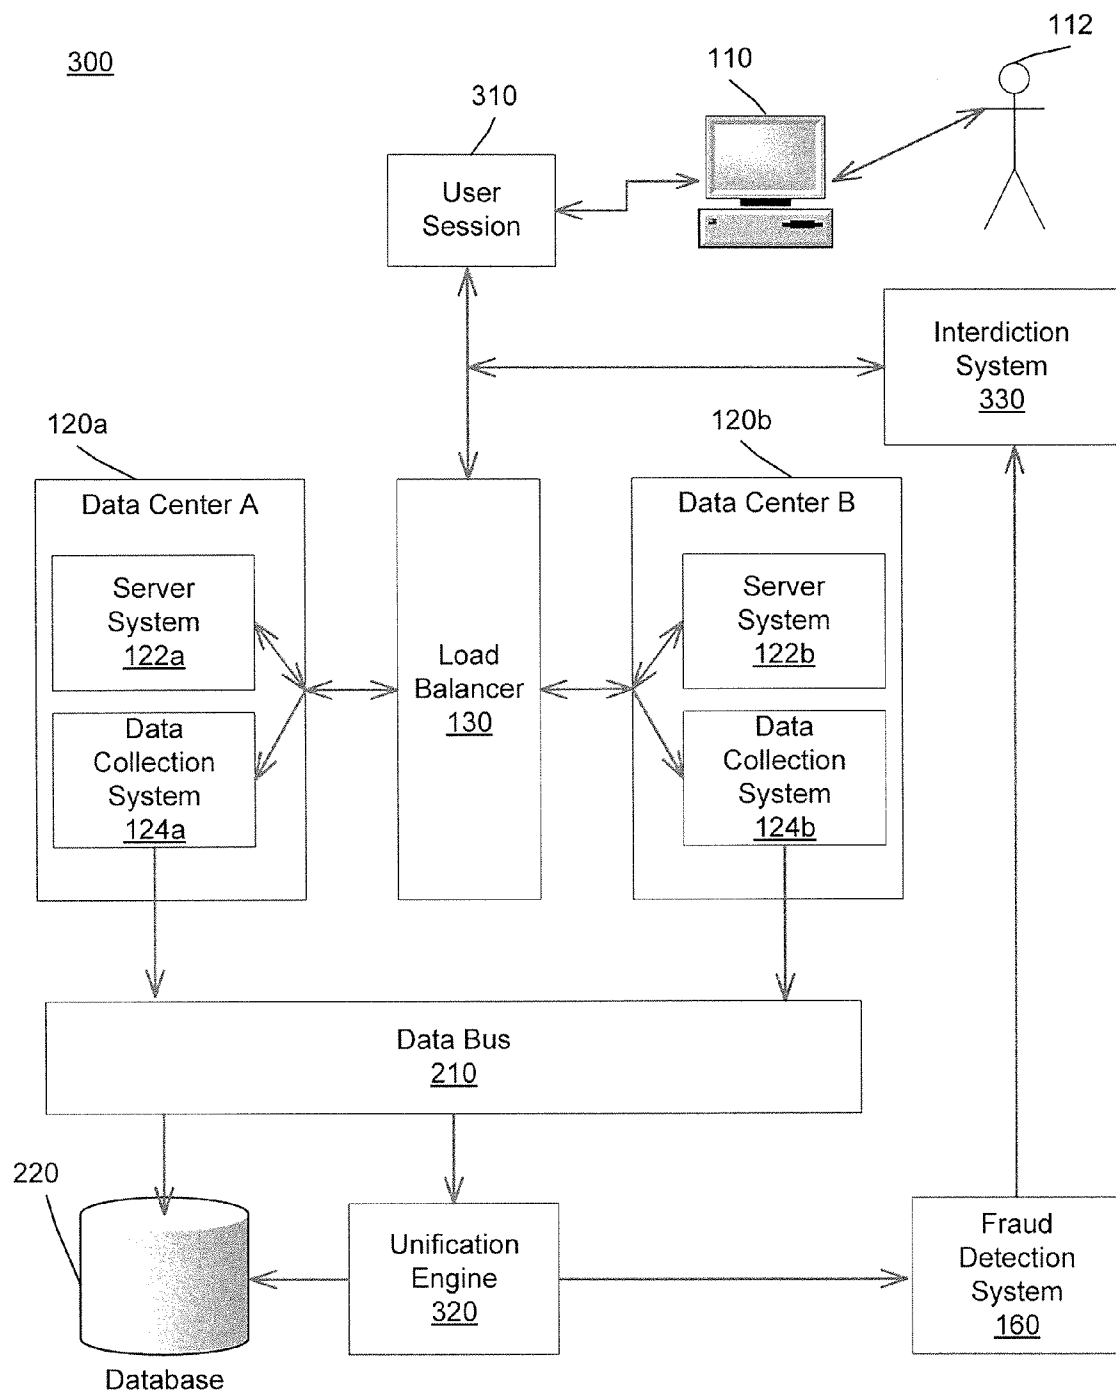 300
112
110
310
User
Session
Interdiction
System
330
120a
120b
Data Center A
Data Center B
Server
System
122a
Server
System
122b
Load
Balancer
130
Data
Collection
System
124a
Data
Collection
System
124b
Data Bus
210
220
Database
Unification
Engine
320
Fraud
Detection
System
160